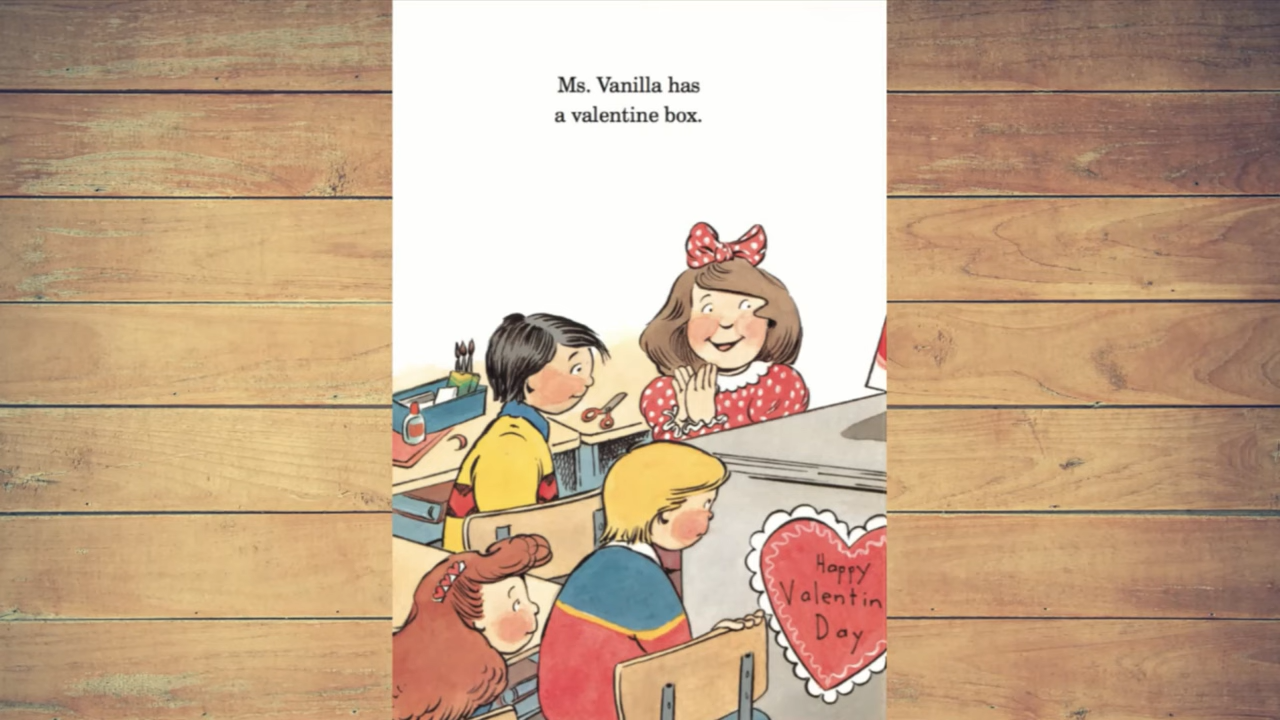 Ms. Vanilla has
a valentine box.
Happy
Valentin
Day